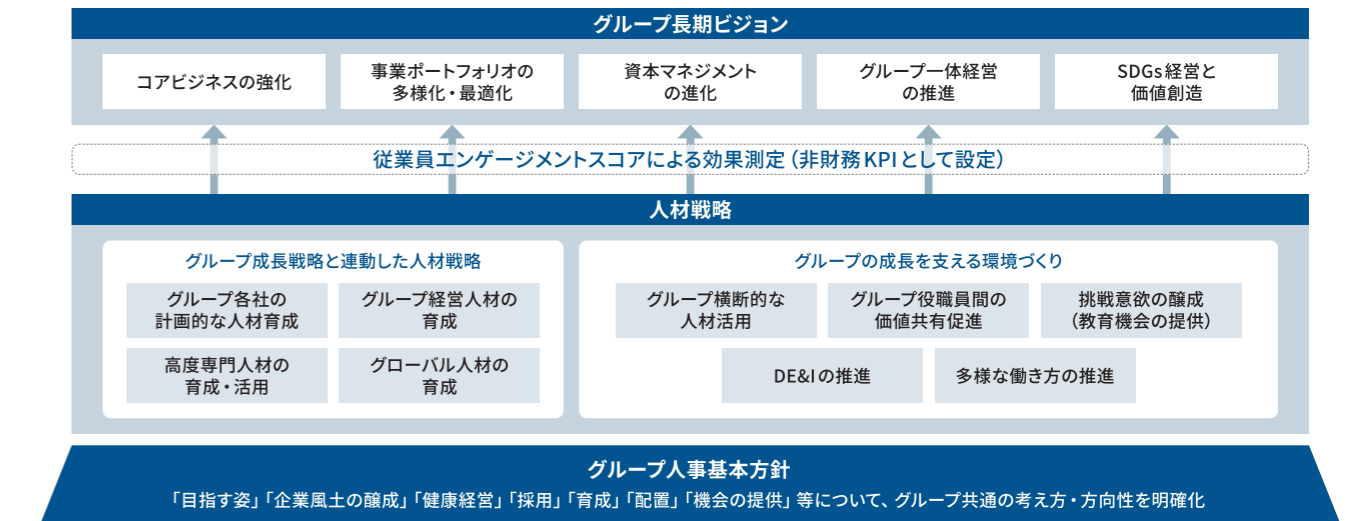 グループ長期ビジョン
コアビジネスの強化
事業ポートフォリオの
多様化・最適化
資本マネジメント
の進化
グループ一体経営
の推進
SDGs経営と
価値創造
従業員エンゲージメントスコアによる効果測定（非財務KPIとして設定）
人材戦略
グループ成長戦略と連動した人材戦略
グループ各社の
計画的な人材育成
グループ経営人材の
育成
高度専門人材の
育成・活用
グローバル人材の
育成
グループの成長を支える環境づくり
グループ横断的な
人材活用
グループ役職員間の
価値共有促進
挑戦意欲の醸成
（教育機会の提供）
DE&Iの推進
多様な働き方の推進
グループ人事基本方針
「目指す姿」「企業風土の醸成」「健康経営」「採用」「育成」「配置」「機会の提供」等について、グループ共通の考え方・方向性を明確化